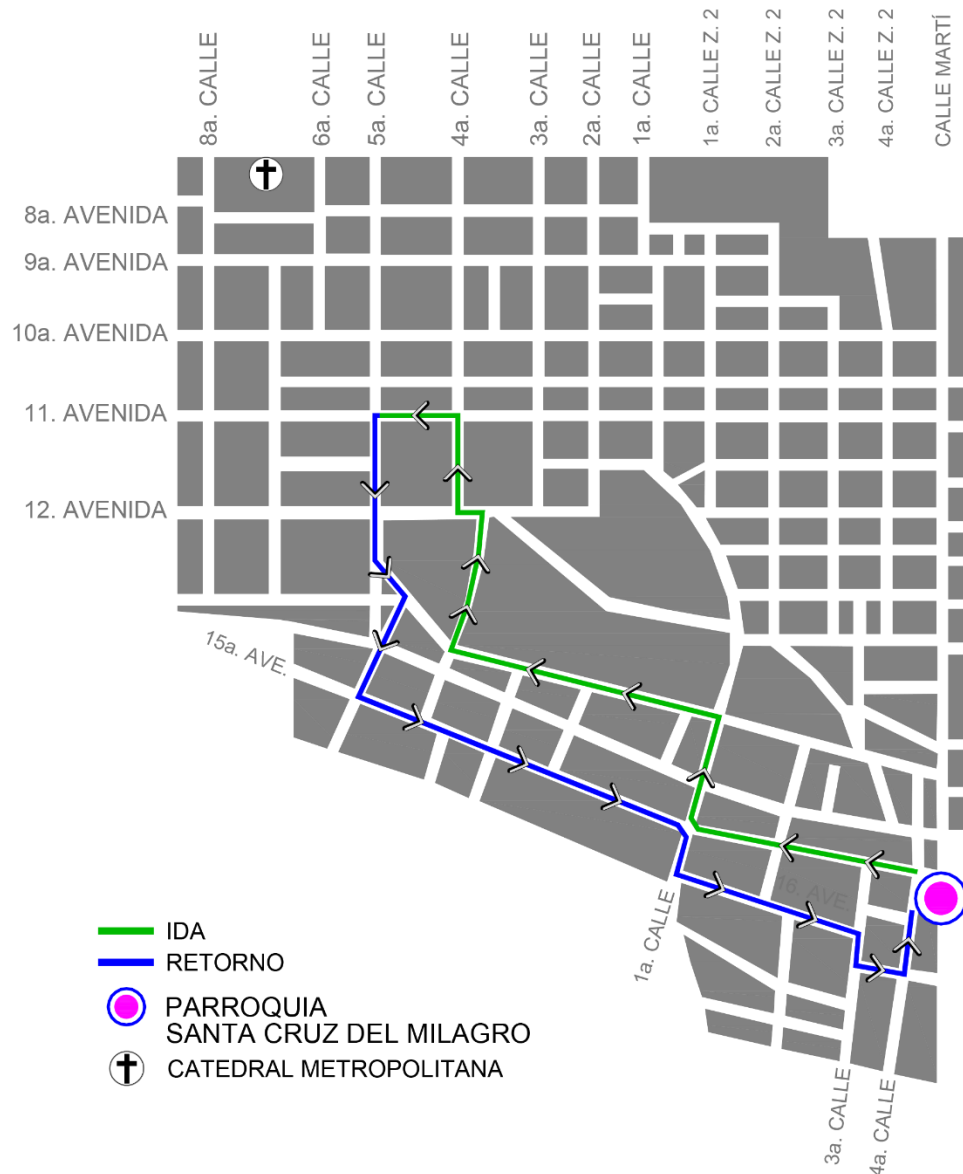 8a. CALLE
6a. CALLE
5a. CALLE
4a. CALLE
3a. CALLE
2a. CALLE
1a. CALLE
1a. CALLE Z. 2
2a. CALLE Z. 2
3a. CALLE Z. 2
4a. CALLE Z. 2
CALLE MARTÍ
8a. AVENIDA
9a. AVENIDA
10a. AVENIDA
11. AVENIDA
12. AVENIDA
15a. AVE.
16. AVE.
1a. CALLE
3a. CALLE
4a. CALLE
IDA
RETORNO
PARROQUIA
SANTA CRUZ DEL MILAGRO
CATEDRAL METROPOLITANA